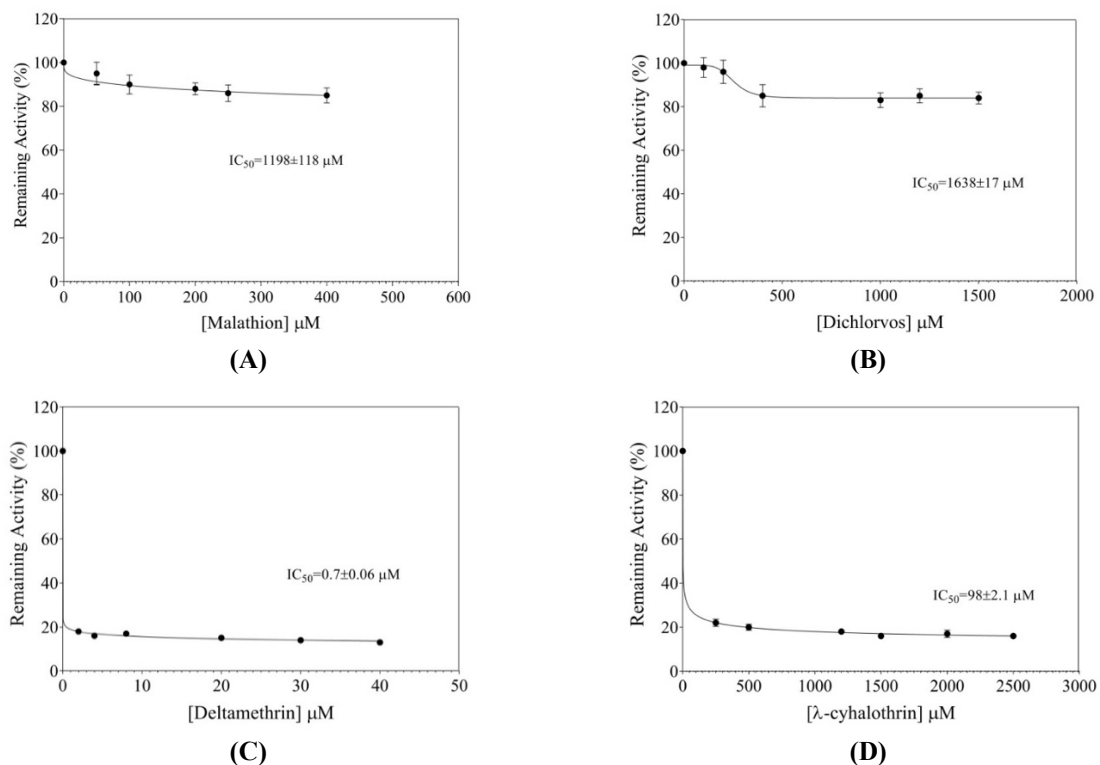 120
100
80
60
40
20
0
Remaining Activity (%)
IC50=1198±118 µM
0 100 200 300 400 500 600
[Malathion] µM
(A)
120
100
80
60
40
20
0
Remaining Activity (%)
IC50=1638±17 µM
0 500 1000 1500 2000
[Dichlorvos] µM
(B)
120
100
80
60
40
20
0
Remaining Activity (%)
IC50=0.7±0.06 µM
0 10 20 30 40 50
[Deltamethrin] µM
(C)
120
100
80
60
40
20
0
Remaining Activity (%)
IC50=98±2.1 µM
0 500 1000 1500 2000 2500 3000
[λ-cyhalothrin] µM
(D)